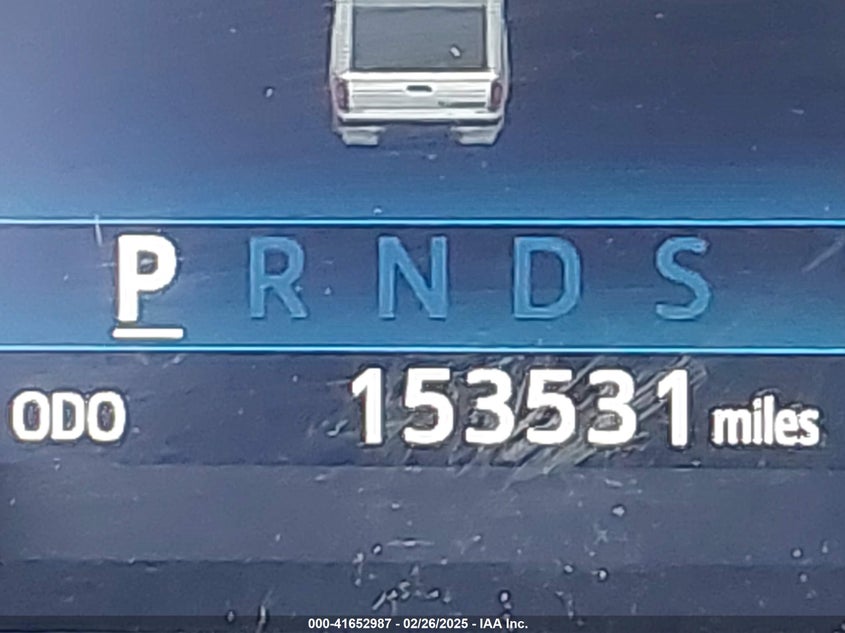 P R N D S
ODO 153531 miles
000-41652987 - 02/26/2025 - IAA Inc.